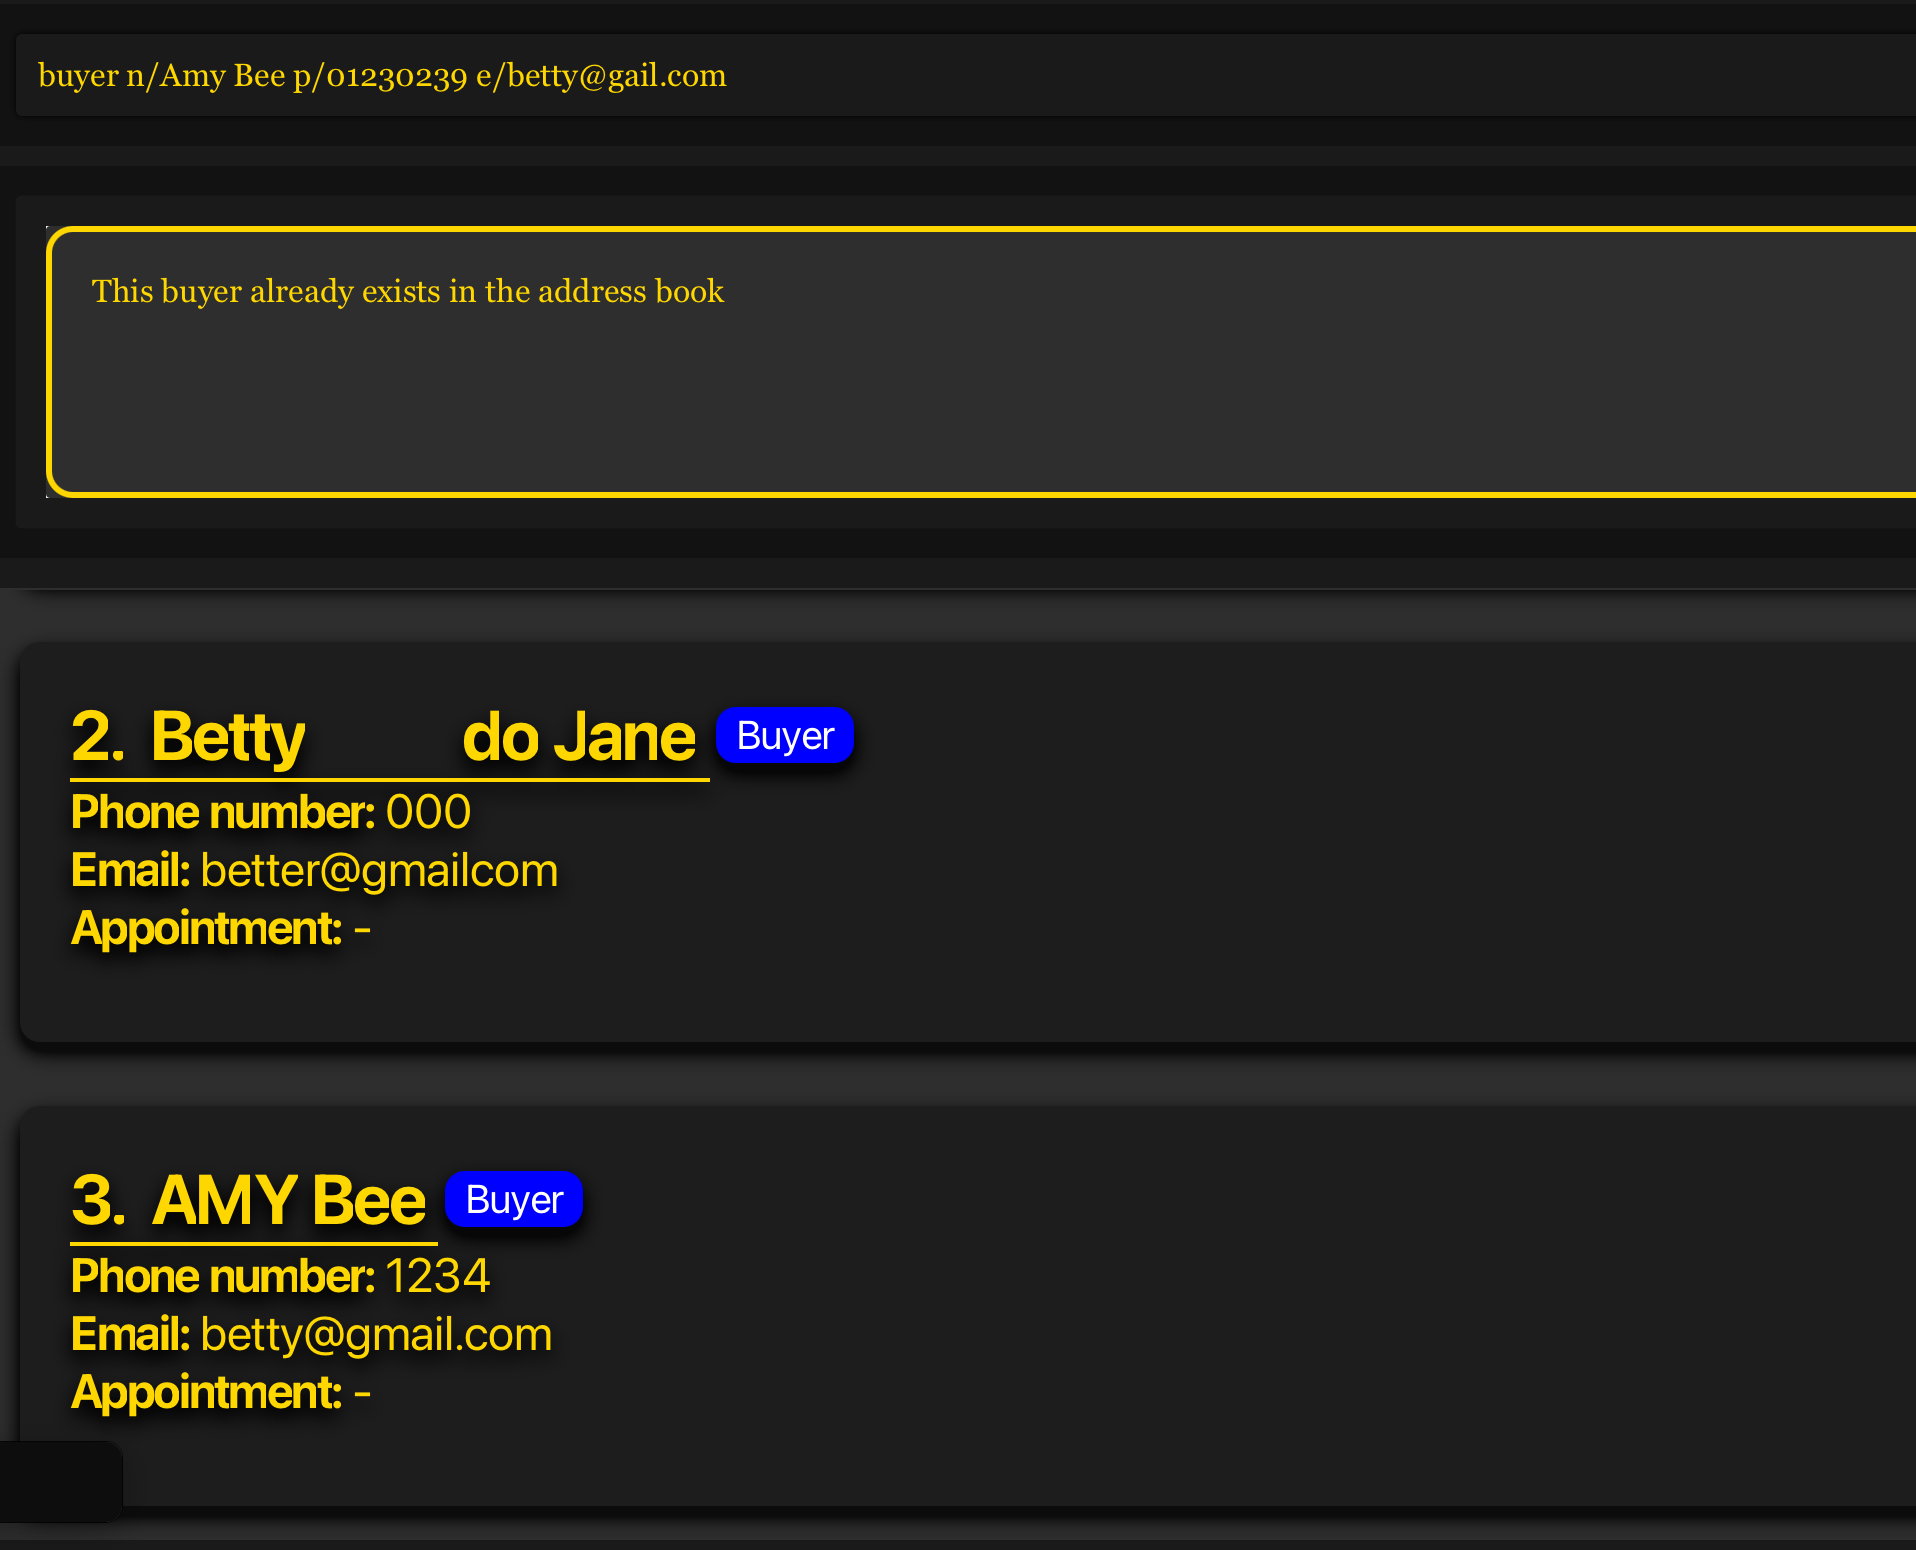 buyer n/Amy Bee p/01230239 e/betty@gail.com
This buyer already exists in the address book
2. Betty do Jane Buyer
Phone number: 000
Email: better@gmailcom
Appointment: -
3. AMY Bee Buyer
Phone number: 1234
Email: betty@gmail.com
Appointment: -